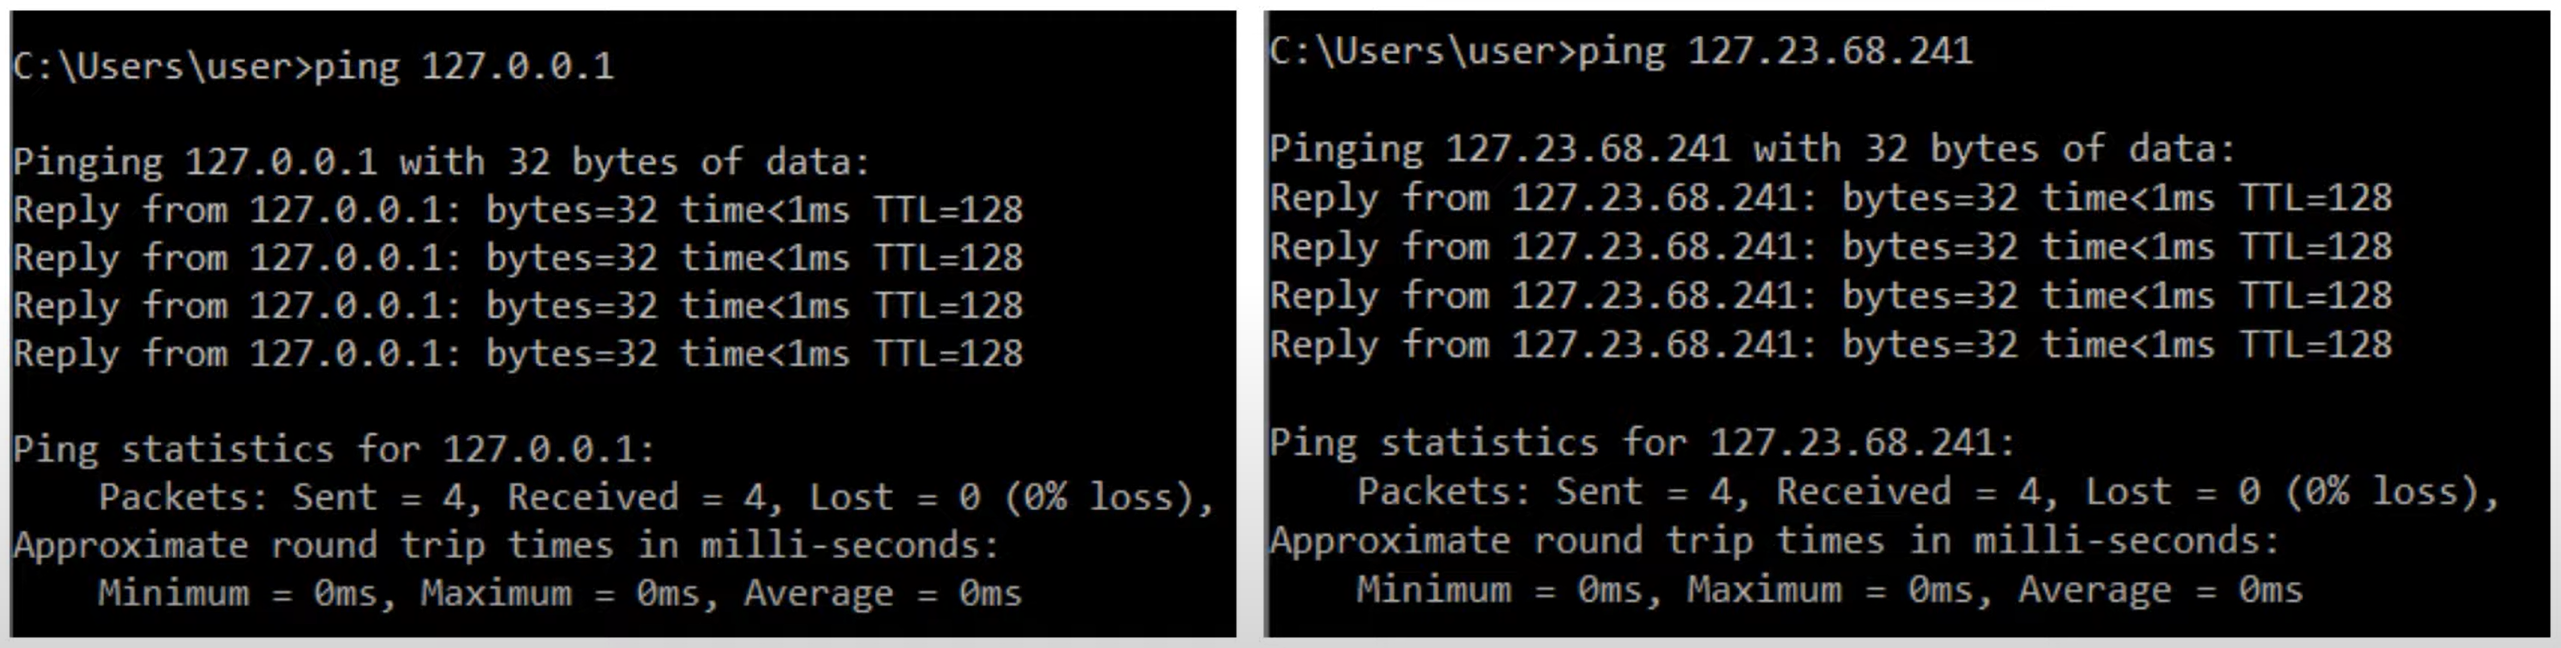 C:\Users\user>ping 127.0.0.1
Pinging 127.0.0.1 with 32 bytes of data:
Reply from 127.0.0.1: bytes=32 time<1ms TTL=128
Reply from 127.0.0.1: bytes=32 time<1ms TTL=128
Reply from 127.0.0.1: bytes=32 time<1ms TTL=128
Reply from 127.0.0.1: bytes=32 time<1ms TTL=128
Ping statistics for 127.0.0.1:
    Packets: Sent = 4, Received = 4, Lost = 0 (0% loss),
Approximate round trip times in milli-seconds:
    Minimum = 0ms, Maximum = 0ms, Average = 0ms
C:\Users\user>ping 127.23.68.241
Pinging 127.23.68.241 with 32 bytes of data:
Reply from 127.23.68.241: bytes=32 time<1ms TTL=128
Reply from 127.23.68.241: bytes=32 time<1ms TTL=128
Reply from 127.23.68.241: bytes=32 time<1ms TTL=128
Reply from 127.23.68.241: bytes=32 time<1ms TTL=128
Ping statistics for 127.23.68.241:
    Packets: Sent = 4, Received = 4, Lost = 0 (0% loss),
Approximate round trip times in milli-seconds:
    Minimum = 0ms, Maximum = 0ms, Average = 0ms